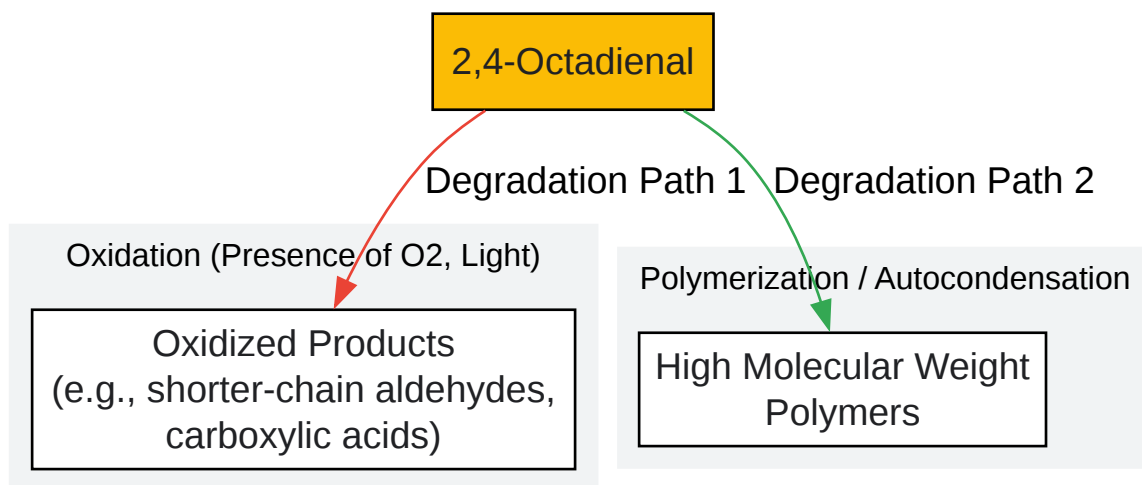 2,4-Octadienal
Degradation Path 1
Degradation Path 2
Oxidation (Presence of O2, Light)
Polymerization / Autocondensation
Oxidized Products
(e.g., shorter-chain aldehydes,
carboxylic acids)
High Molecular Weight
Polymers